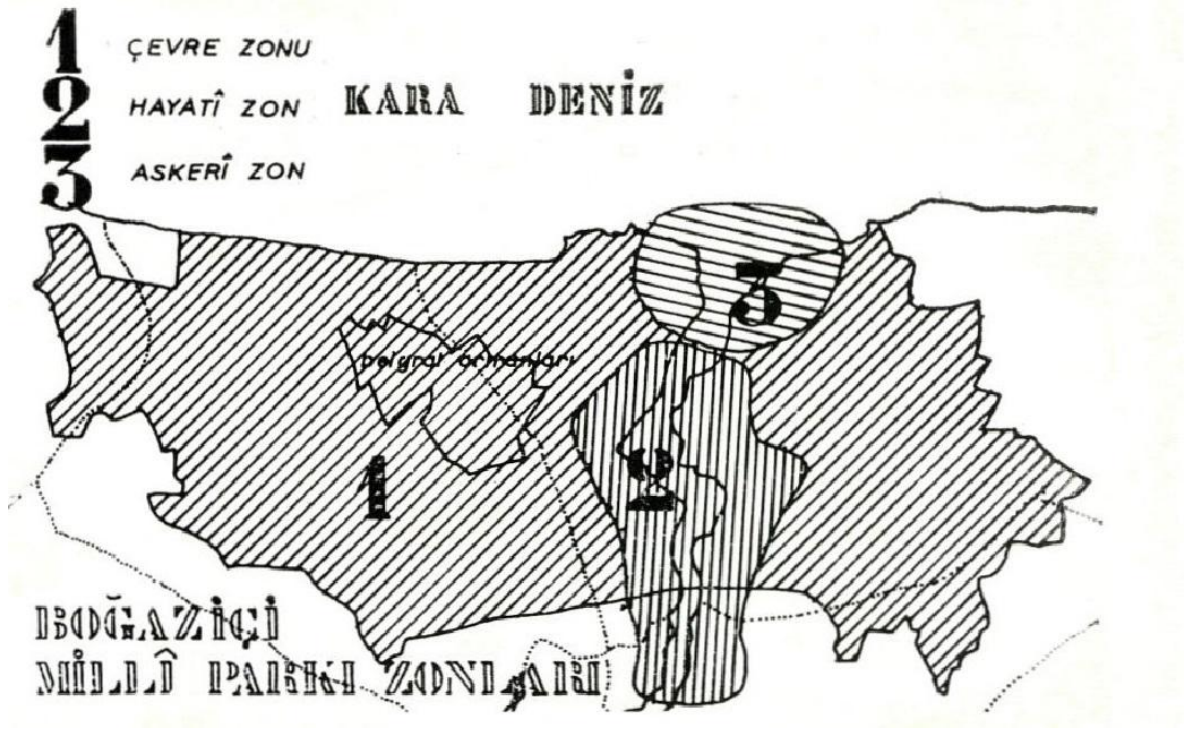 1 ÇEVRE ZONU
2 HAYATÎ ZON
3 ASKERÎ ZON
KARA DENİZ
3
belgrat ormanları
2
1
BOĞAZİÇİ
MİLLÎ PARKI ZONLARI